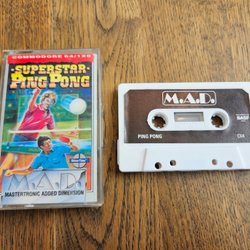 COMMODORE 64/128
SUPERSTAR
PING PONG
M.A.D.
MASTERTRONIC ADDED DIMENSION
M.A.D.
PING PONG
C64